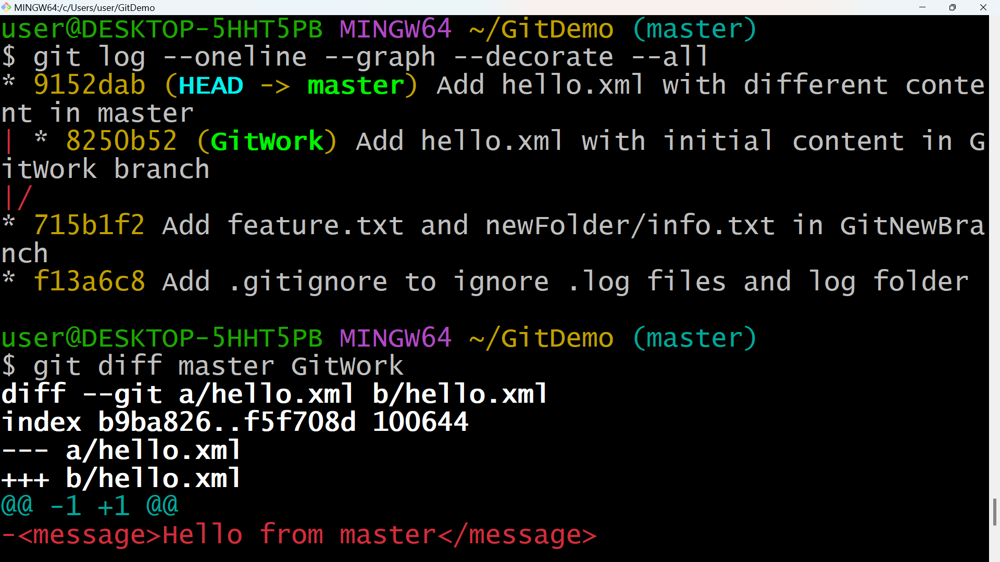 MINGW64:/c/Users/user/GitDemo
user@DESKTOP-5HHT5PB MINGW64 ~/GitDemo (master)
$ git log --oneline --graph --decorate --all
* 9152dab (HEAD -> master) Add hello.xml with different conte
nt in master
| * 8250b52 (GitWork) Add hello.xml with initial content in G
itWork branch
|/
* 715b1f2 Add feature.txt and newFolder/info.txt in GitNewBra
nch
* f13a6c8 Add .gitignore to ignore .log files and log folder
user@DESKTOP-5HHT5PB MINGW64 ~/GitDemo (master)
$ git diff master GitWork
diff --git a/hello.xml b/hello.xml
index b9ba826..f5f708d 100644
--- a/hello.xml
+++ b/hello.xml
@@ -1 +1 @@
-<message>Hello from master</message>